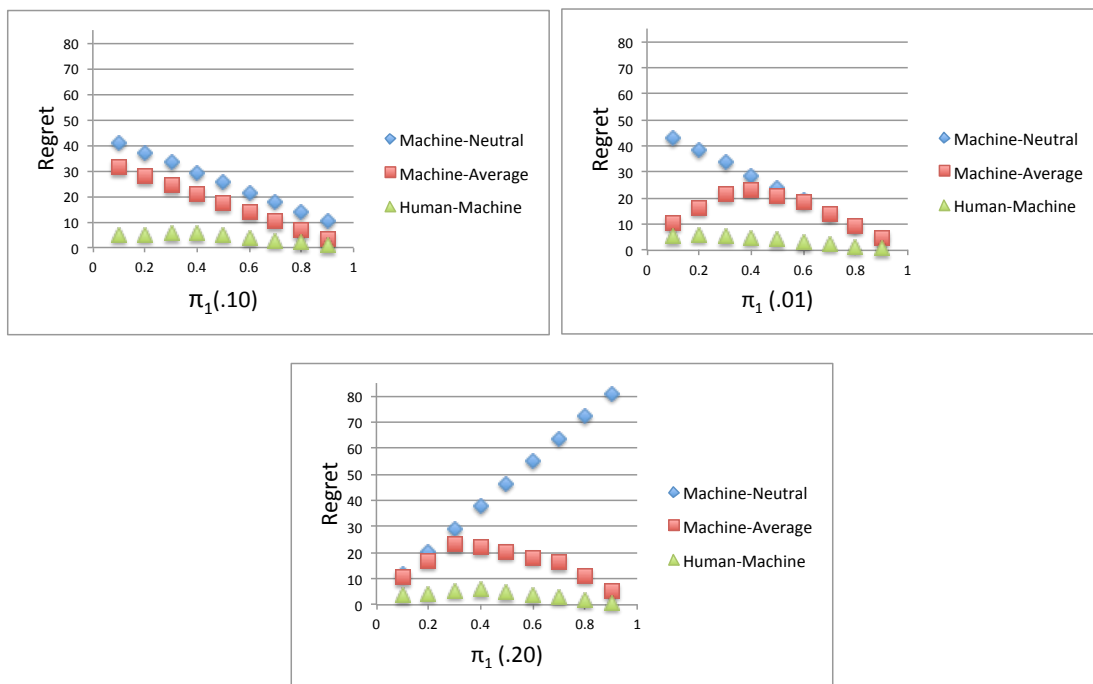 80
70
60
50
40
30
20
10
0
Regret
0 0.2 0.4 0.6 0.8 1
π₁(.10)
Machine-Neutral
Machine-Average
Human-Machine
80
70
60
50
40
30
20
10
0
Regret
0 0.2 0.4 0.6 0.8 1
π₁ (.01)
Machine-Neutral
Machine-Average
Human-Machine
80
70
60
50
40
30
20
10
0
Regret
0 0.2 0.4 0.6 0.8 1
π₁ (.20)
Machine-Neutral
Machine-Average
Human-Machine